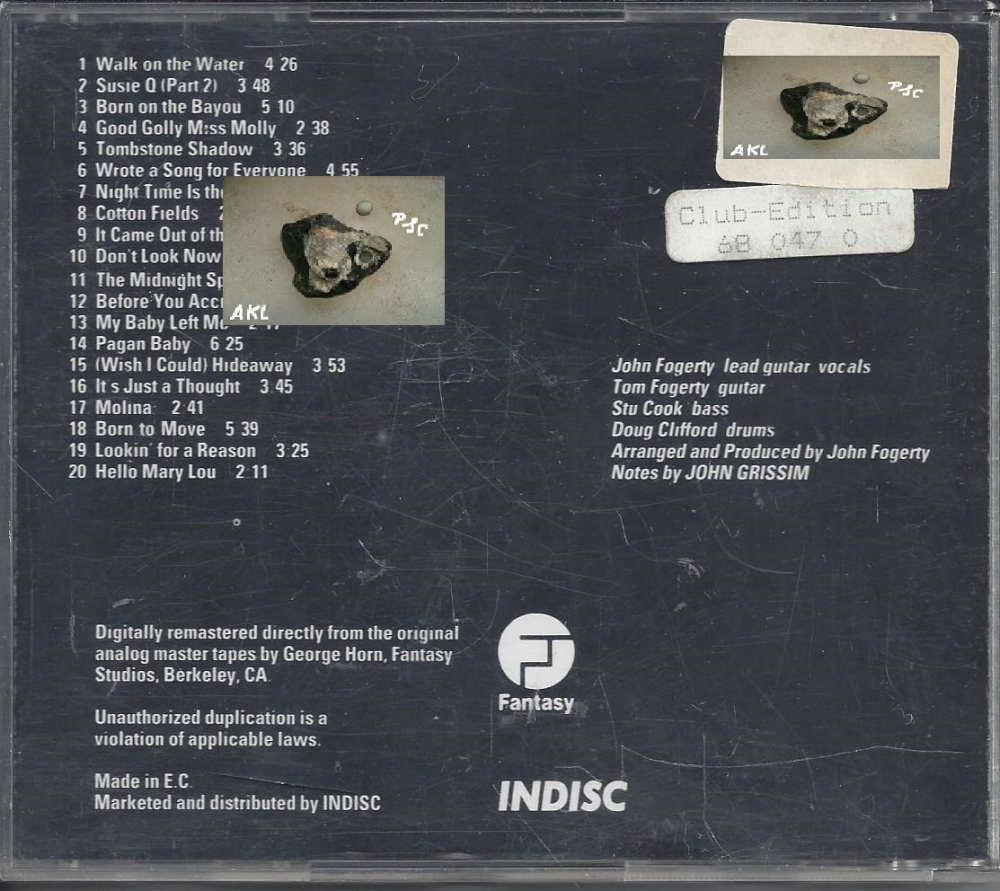 1 Walk on the Water 4 26
2 Susie Q (Part 2) 3 48
3 Born on the Bayou 5 10
4 Good Golly Miss Molly 2 38
5 Tombstone Shadow 3 36
6 Wrote a Song for Everyone 4 55
7 Night Time Is the
8 Cotton Fields
9 It Came Out of th
10 Don't Look Now
11 The Midnight Sp
12 Before You Accu
13 My Baby Left Me
14 Pagan Baby 6 25
15 (Wish I Could) Hideaway 3 53
16 It's Just a Thought 3.45
17 Molina 2 41
18 Born to Move 5 39
19 Lookin' for a Reason 3 25
20 Hello Mary Lou 2 11
PSC
AKL
PSC
AKL
Club-Edition
68 047 0
John Fogerty lead guitar vocals
Tom Fogerty guitar
Stu Cook bass
Doug Clifford drums
Arranged and Produced by John Fogerty
Notes by JOHN GRISSIM
Digitally remastered directly from the original
analog master tapes by George Horn, Fantasy
Studios, Berkeley, CA.
Unauthorized duplication is a
violation of applicable laws.
Made in E.C.
Marketed and distributed by INDISC
Fantasy
INDISC